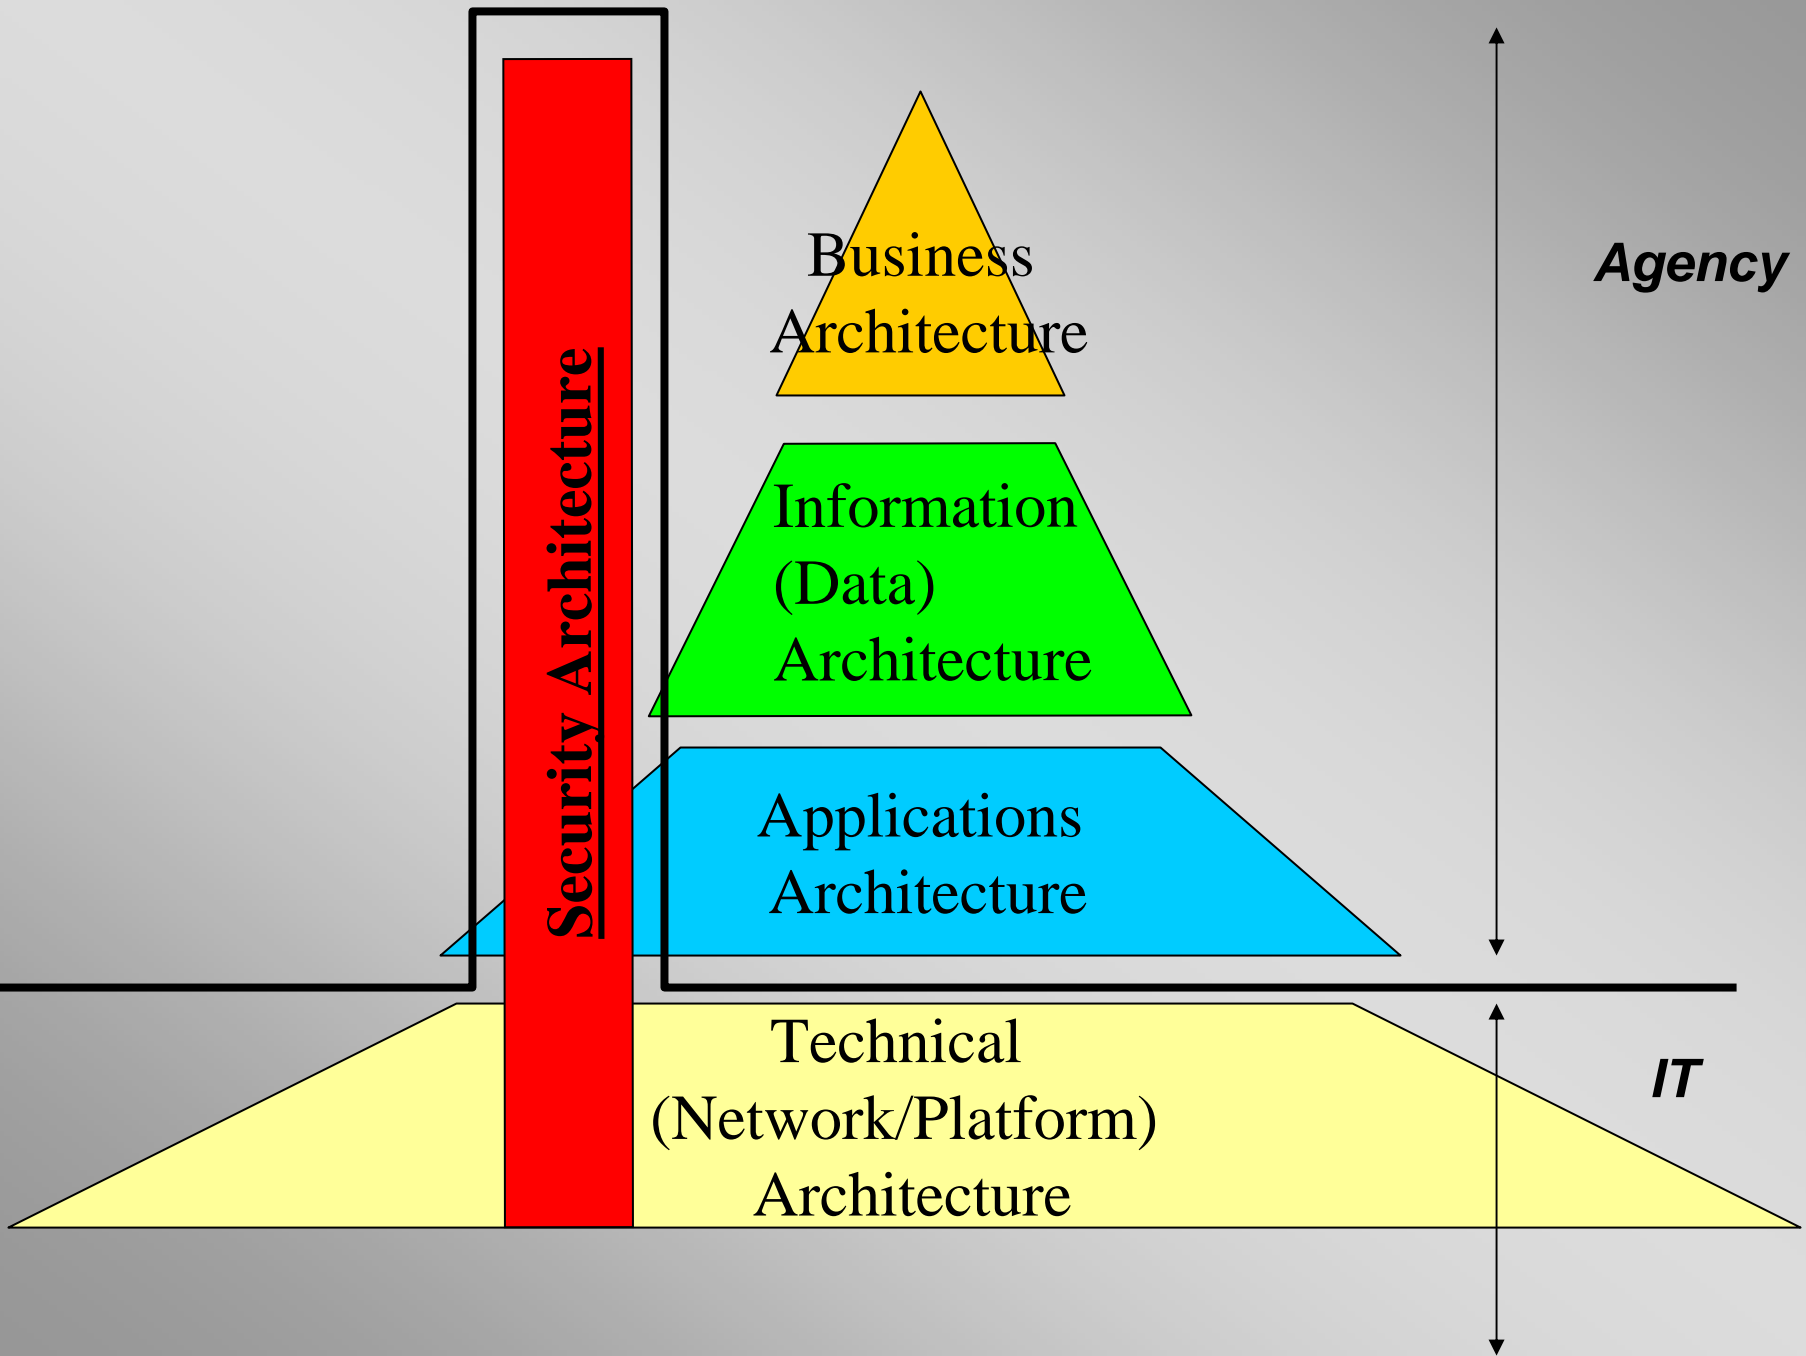 Security Architecture
Business
Architecture
Agency
Information
(Data)
Architecture
Applications
Architecture
Technical
(Network/Platform)
Architecture
IT